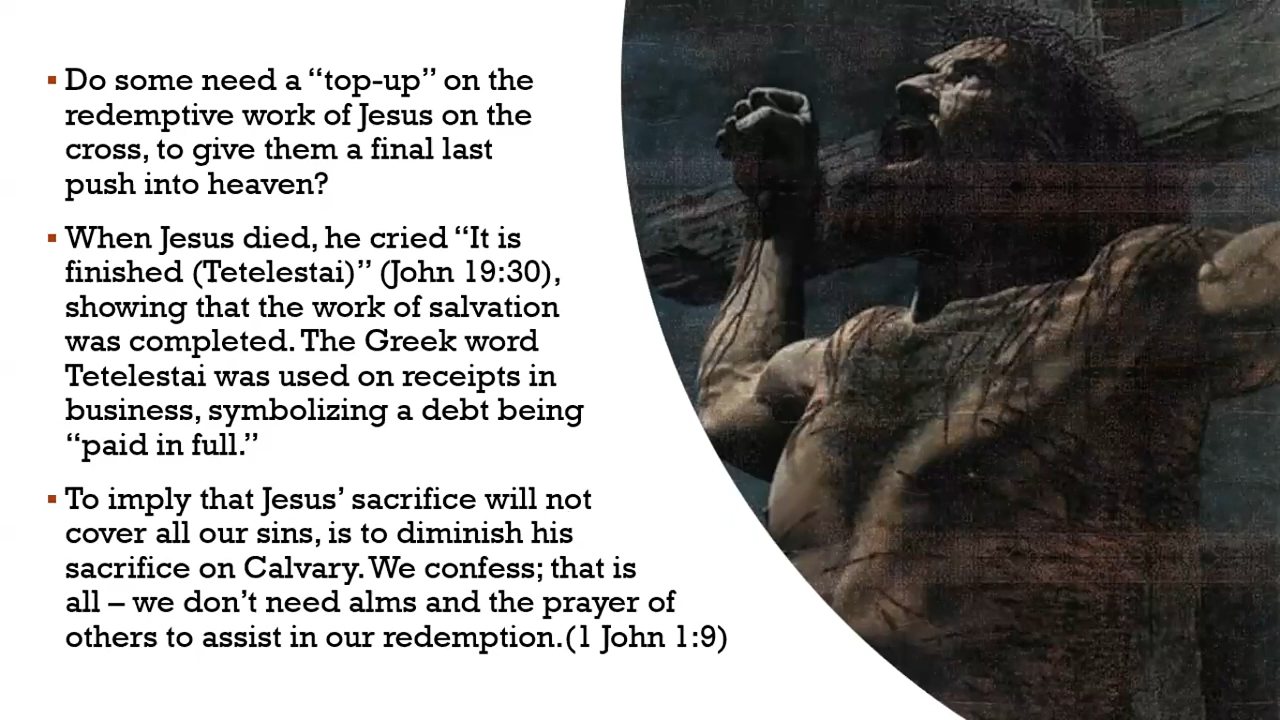 ▪ Do some need a “top-up” on the
redemptive work of Jesus on the
cross, to give them a final last
push into heaven?
▪ When Jesus died, he cried “It is
finished (Tetelestai)” (John 19:30),
showing that the work of salvation
was completed. The Greek word
Tetelestai was used on receipts in
business, symbolizing a debt being
“paid in full.”
▪ To imply that Jesus’ sacrifice will not
cover all our sins, is to diminish his
sacrifice on Calvary. We confess; that is
all – we don’t need alms and the prayer of
others to assist in our redemption.(1 John 1:9)